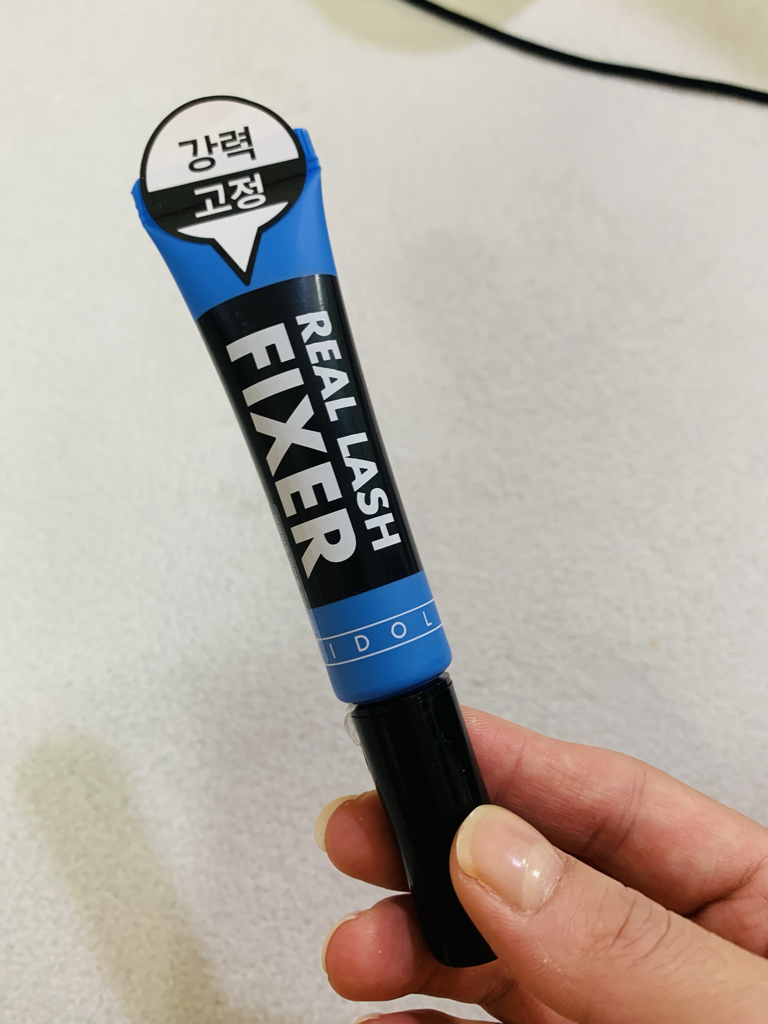 강력
고정
REAL LASH
FIXER
IDOL